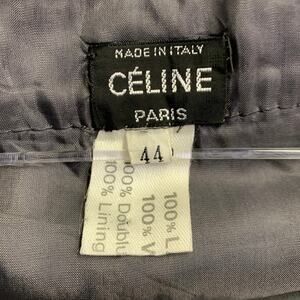 MADE IN ITALY
CÉLINE
PARIS
44
100% L
100% V
100% Doublu
100% Lining